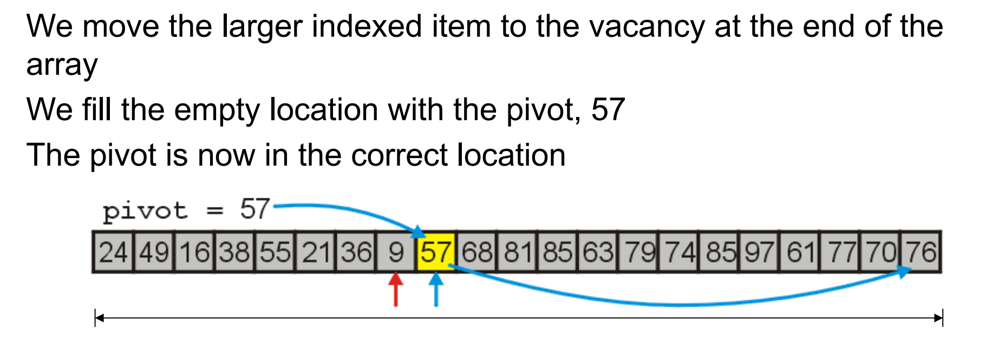 We move the larger indexed item to the vacancy at the end of the
array
We fill the empty location with the pivot, 57
The pivot is now in the correct location
pivot = 57
24 49 16 38 55 21 36 9 57 68 81 85 63 79 74 85 97 61 77 70 76